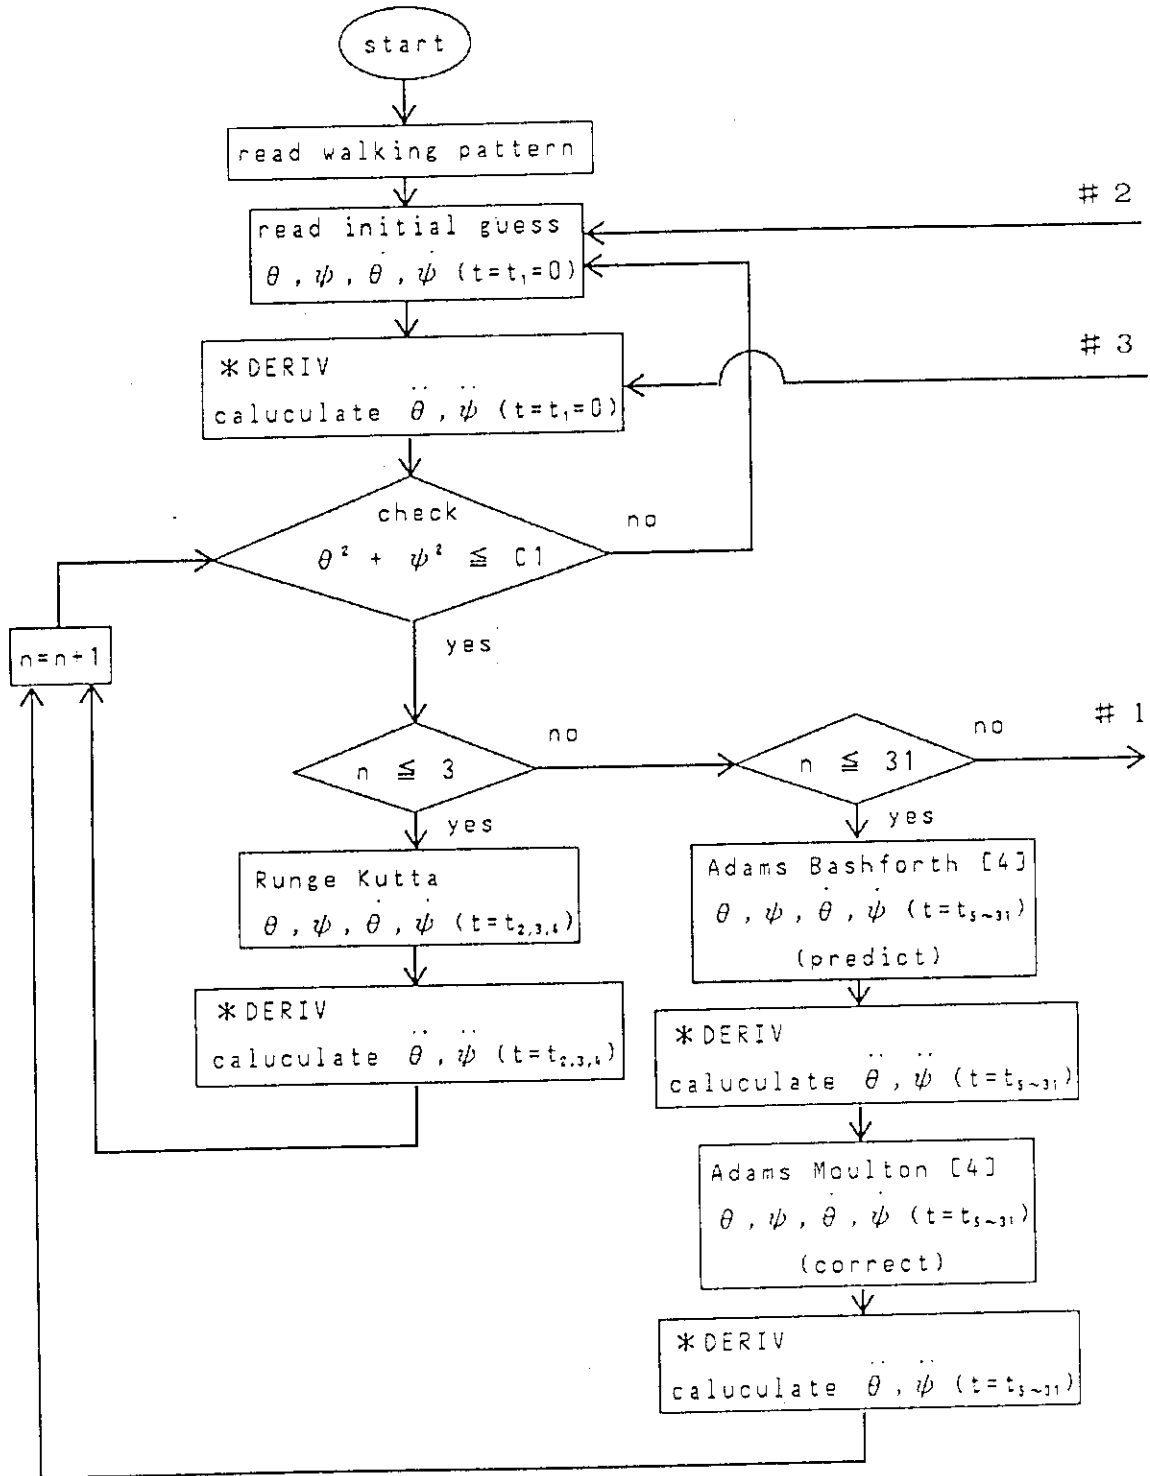 start
read walking pattern
# 2
read initial guess
θ , ψ , θ̇ , ψ̇ (t=t₁=0)
# 3
*DERIV
caluculate θ̈ , ψ̈ (t=t₁=0)
check
no
θ² + ψ² ≦ C1
yes
n=n+1
# 1
no
no
n ≦ 3
n ≦ 31
yes
yes
Runge Kutta
θ , ψ , θ̇ , ψ̇ (t=t₂,₃,₄)
*DERIV
caluculate θ̈ , ψ̈ (t=t₂,₃,₄)
Adams Bashforth [4]
θ , ψ , θ̇ , ψ̇ (t=t₅~₃₁)
(predict)
*DERIV
caluculate θ̈ , ψ̈ (t=t₅~₃₁)
Adams Moulton [4]
θ , ψ , θ̇ , ψ̇ (t=t₅~₃₁)
(correct)
*DERIV
caluculate θ̈ , ψ̈ (t=t₅~₃₁)